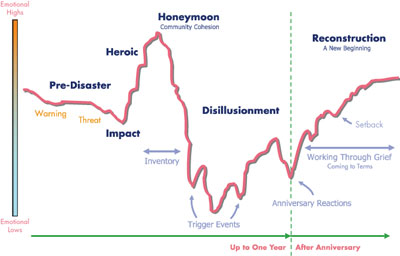 Emotional
Highs
Honeymoon
Community Cohesion
Reconstruction
A New Beginning
Heroic
Pre-Disaster
Disillusionment
Warning
Threat
Setback
Impact
Inventory
Working Through Grief
Coming to Terms
Anniversary Reactions
Trigger Events
Emotional
Lows
Up to One Year
After Anniversary